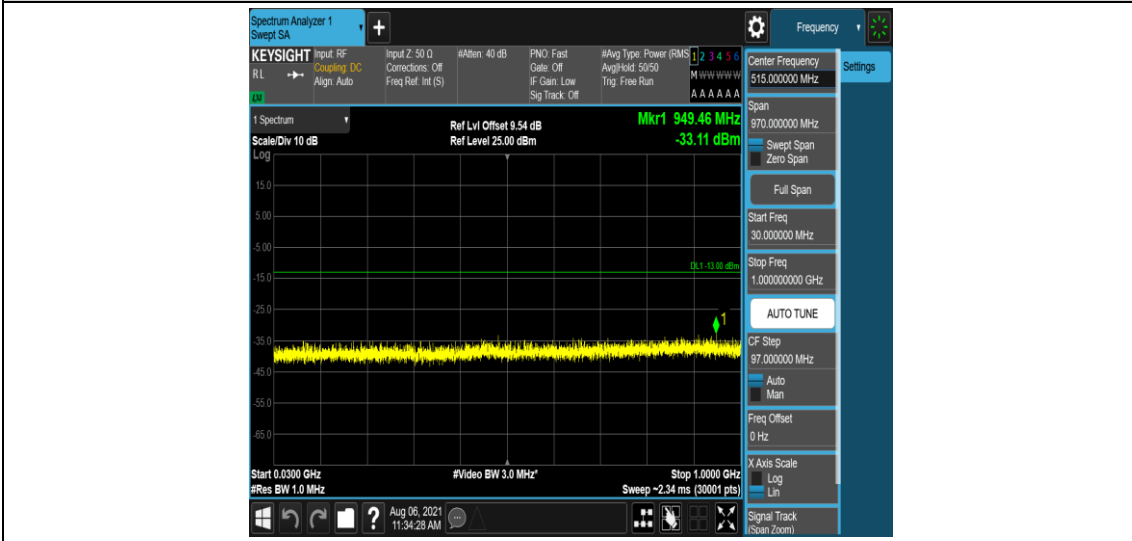 Spectrum Analyzer 1
Swept SA
+
Frequency
KEYSIGHT
RL
Input: RF
Coupling: DC
Align: Auto
Input Z: 50 Ω
Corrections: Off
Freq Ref: Int (S)
#Atten: 40 dB
PNO: Fast
Gate: Off
IF Gain: Low
Sig Track: Off
#Avg Type: Power (RMS
Avg|Hold: 50/50
Trig: Free Run
1 2 3 4 5 6
M W W W W W
A A A A A A
1 Spectrum
Scale/Div 10 dB
Log
Ref Lvl Offset 9.54 dB
Ref Level 25.00 dBm
Mkr1 949.46 MHz
-33.11 dBm
15.0
5.00
-5.00
-15.0
-25.0
-35.0
-45.0
-55.0
-65.0
DL1 -13.00 dBm
1
Start 0.0300 GHz
#Res BW 1.0 MHz
#Video BW 3.0 MHz*
Stop 1.0000 GHz
Sweep ~2.34 ms (30001 pts)
?
Aug 06, 2021
11:34:28 AM
Center Frequency
515.000000 MHz
Settings
Span
970.000000 MHz
Swept Span
Zero Span
Full Span
Start Freq
30.000000 MHz
Stop Freq
1.000000000 GHz
AUTO TUNE
CF Step
97.000000 MHz
Auto
Man
Freq Offset
0 Hz
X Axis Scale
Log
Lin
Signal Track
(Span Zoom)